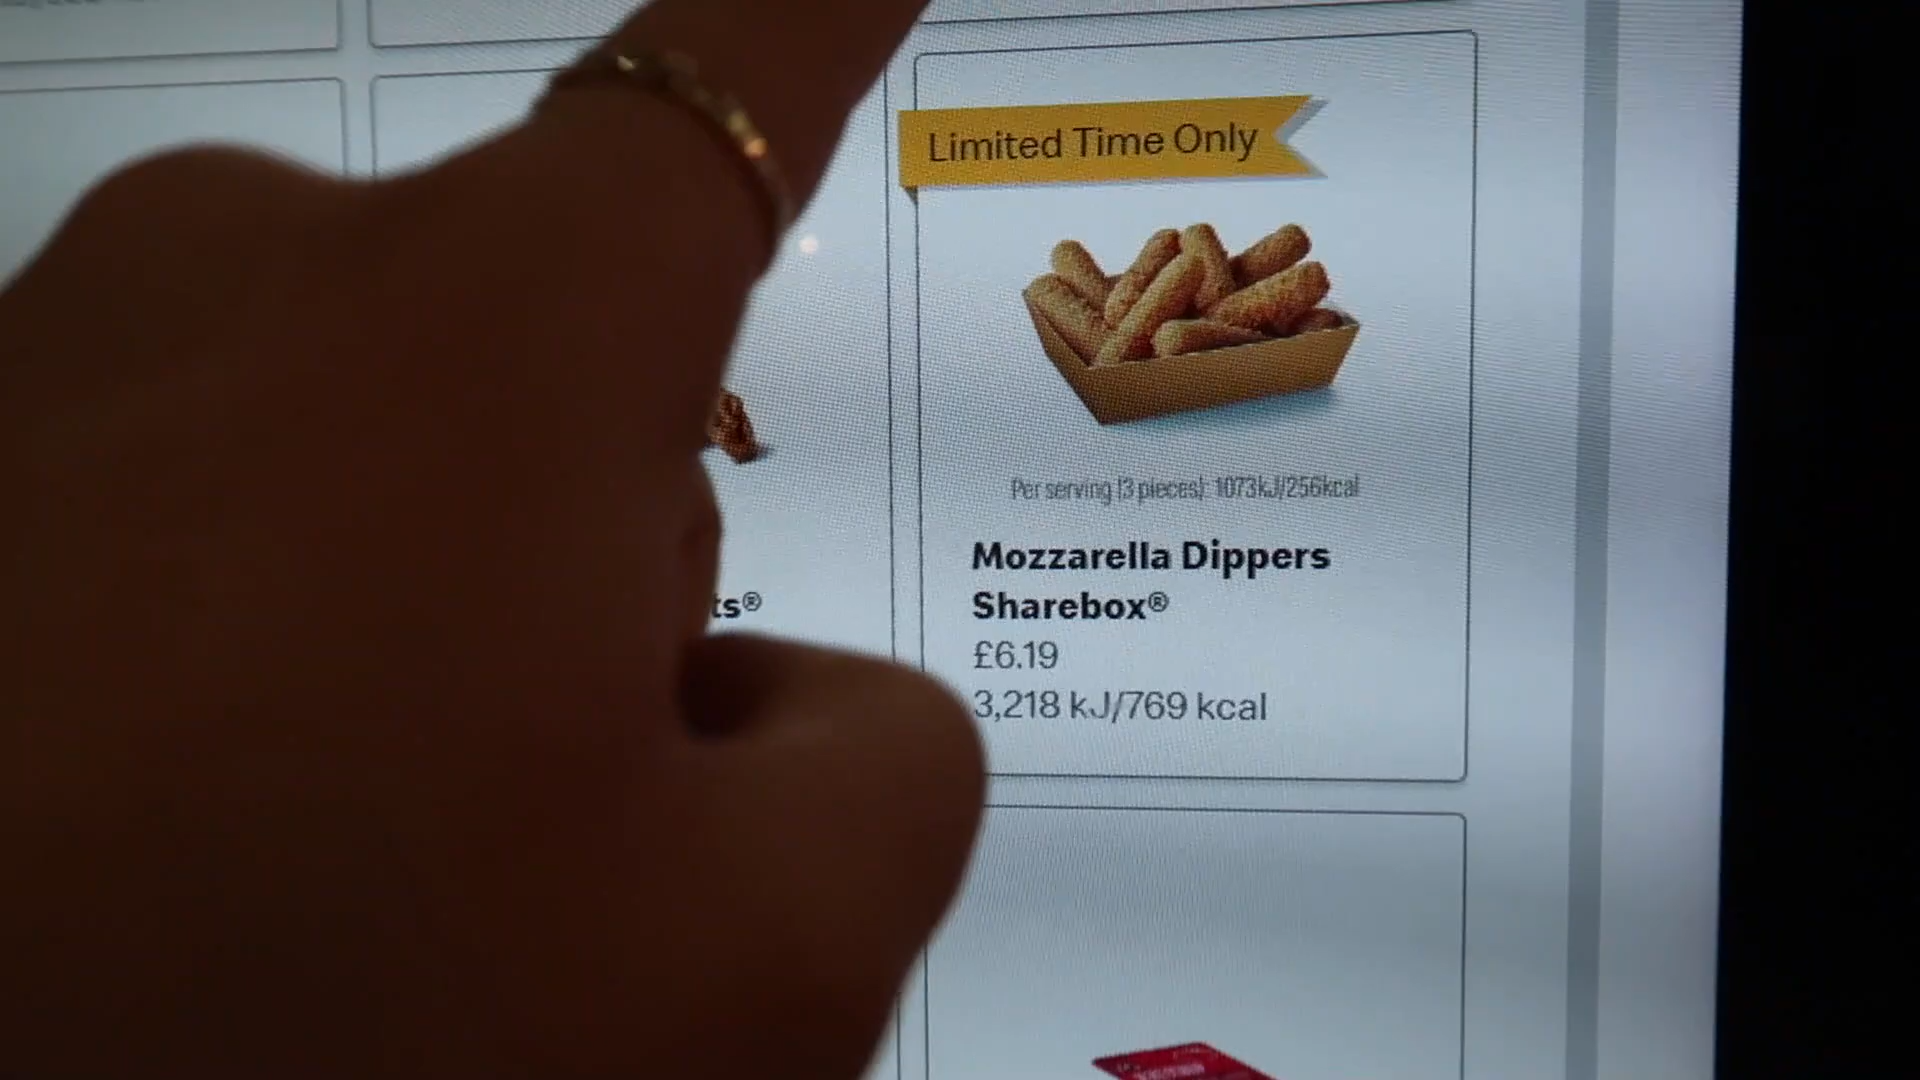 Limited Time Only
Per serving (3 pieces): 1073kJ/256kcal
Mozzarella Dippers
Sharebox®
ts®
£6.19
3,218 kJ/769 kcal